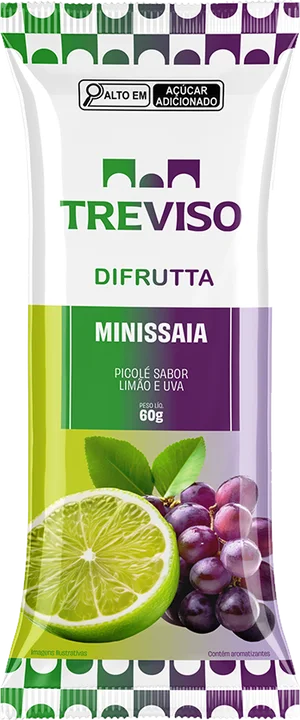 ALTO EM AÇÚCAR ADICIONADO
TREVISO
DIFRUTTA
MINISSAIA
PICOLÉ SABOR
LIMÃO E UVA
PESO LÍQ.
60g
Imagens Ilustrativas
Contém aromatizantes